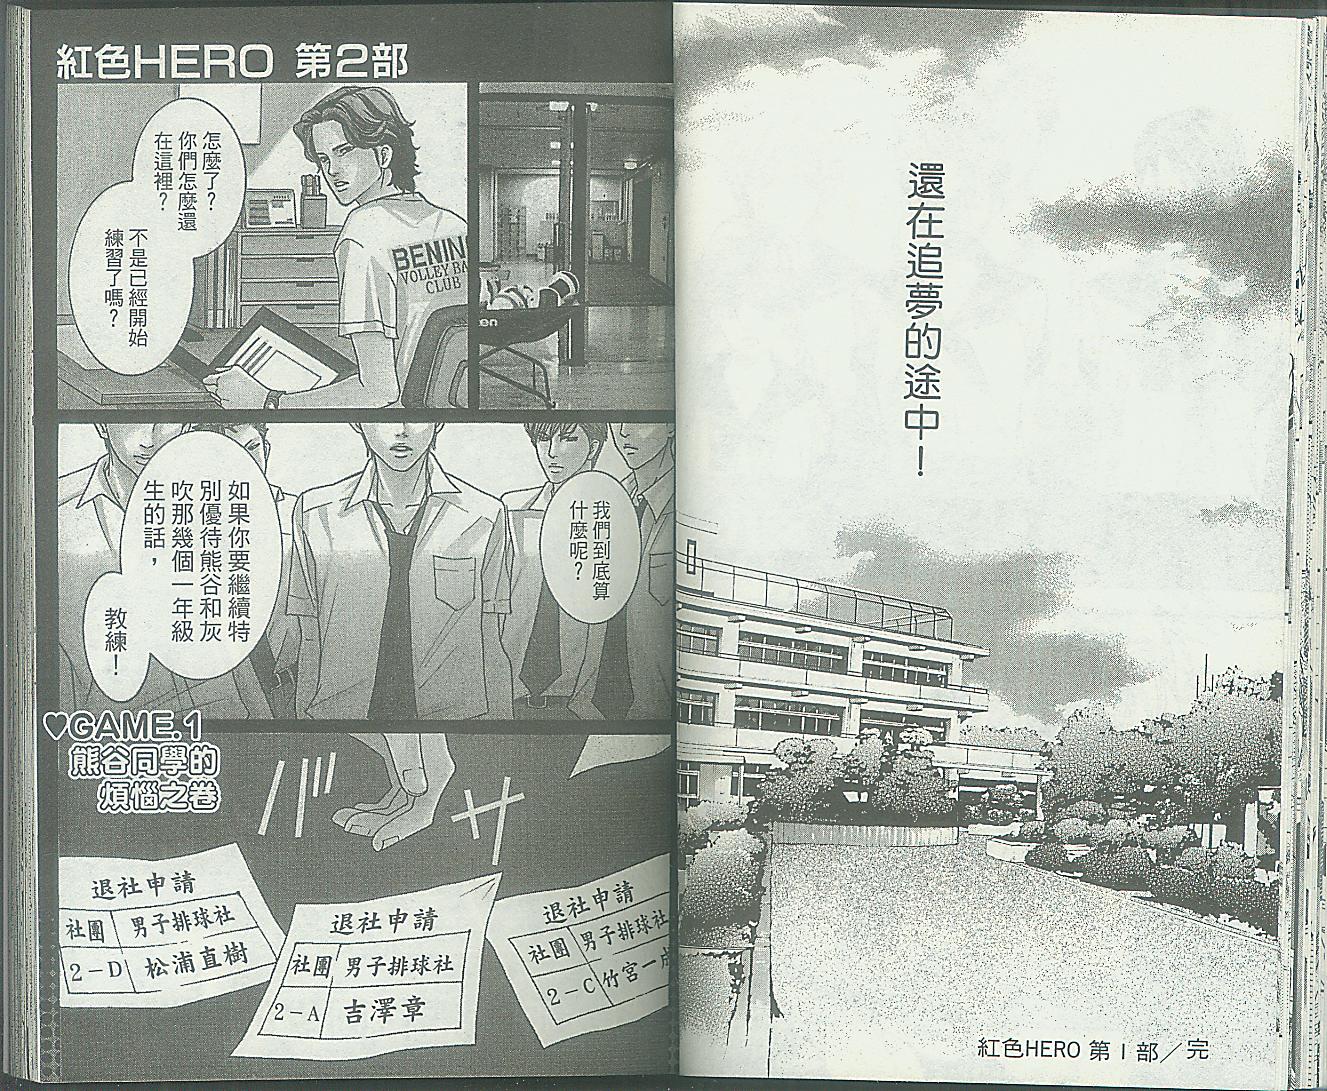 還在追夢的途中！
紅色HERO 第１部／完
紅色HERO 第2部
怎麼了？
你們怎麼還
在這裡？
不是已經開始
練習了嗎？
BENIN
VOLLEY BA
CLUB
en
我們到底算
什麼呢？
如果你要繼續特
別優待熊谷和灰
吹那幾個一年級
生的話，
教練！
♥GAME.1
熊谷同學的
煩惱之卷
退社申請
社團 男子排球社
2-D 松浦直樹
退社申請
社團 男子排球社
2-A 吉澤章
退社申請
社團 男子排球社
2-C 竹宮一成